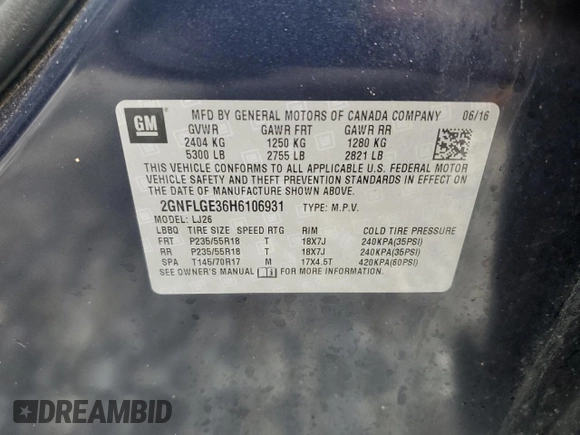 GM
MFD BY GENERAL MOTORS OF CANADA COMPANY 06/16
GVWR GAWR FRT GAWR RR
2404 KG 1250 KG 1280 KG
5300 LB 2755 LB 2821 LB
THIS VEHICLE CONFORMS TO ALL APPLICABLE U.S. FEDERAL MOTOR
VEHICLE SAFETY AND THEFT PREVENTION STANDARDS IN EFFECT ON
THE DATE OF MANUFACTURE SHOWN ABOVE.
2GNFLGE36H6106931 TYPE: M.P.V.
MODEL: LJ26
LBBQ TIRE SIZE SPEED RTG RIM COLD TIRE PRESSURE
FRT P235/55R18 T 18X7J 240KPA(35PSI)
RR P235/55R18 T 18X7J 240KPA(35PSI)
SPA T145/70R17 M 17X4.5T 420KPA(60PSI)
SEE OWNER'S MANUAL FOR MORE INFORMATION.
DREAMBID